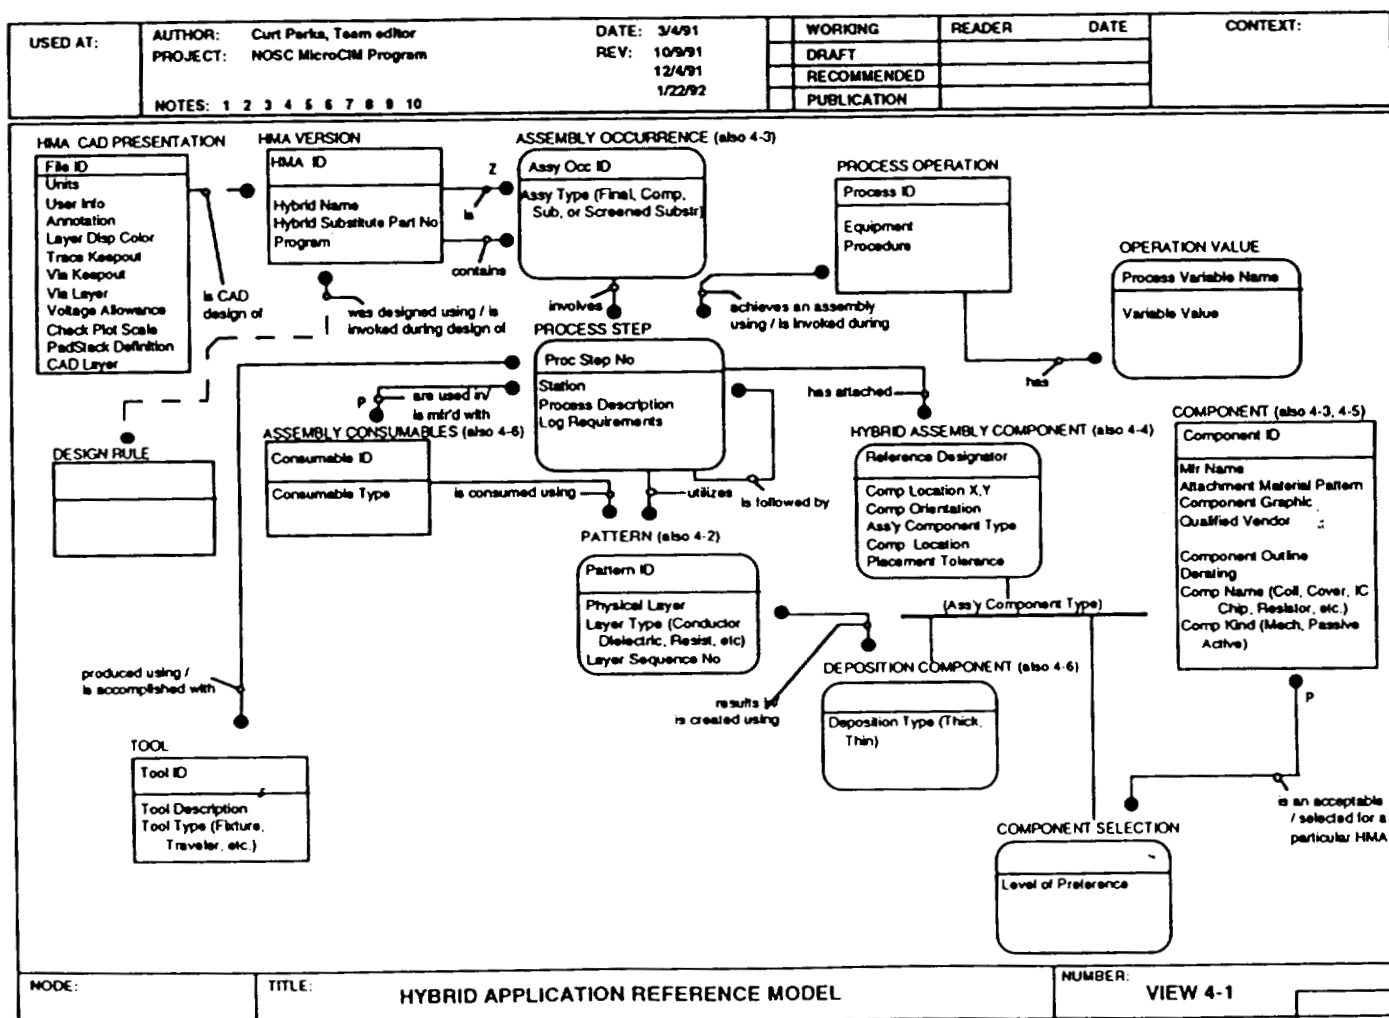 USED AT:
AUTHOR: Curt Parks, Team editor
PROJECT: NOSC MicroCIM Program
NOTES: 1 2 3 4 5 6 7 8 9 10
DATE: 3/4/91
REV: 10/9/91
12/4/91
1/22/92
WORKING
DRAFT
RECOMMENDED
PUBLICATION
READER DATE
CONTEXT:
HMA CAD PRESENTATION
File ID
Units
User Info
Annotation
Layer Disp Color
Trace Keepout
Via Keepout
Via Layer
Voltage Allowance
Check Plot Scale
PadStack Definition
CAD Layer
is CAD
design of
HMA VERSION
HMA ID
Hybrid Name
Hybrid Substitute Part No
Program
Z
is
contains
was designed using / is
invoked during design of
ASSEMBLY OCCURRENCE (also 4-3)
Assy Occ ID
Assy Type (Final, Comp,
Sub, or Screened Substr)
involves
achieves an assembly
using / is invoked during
PROCESS OPERATION
Process ID
Equipment
Procedure
has
OPERATION VALUE
Process Variable Name
Variable Value
PROCESS STEP
Proc Step No
Station
Process Description
Log Requirements
has attached
is followed by
utilizes
P
are used in/
is mfr'd with
ASSEMBLY CONSUMABLES (also 4-6)
Consumable ID
Consumable Type
is consumed using
DESIGN RULE
HYBRID ASSEMBLY COMPONENT (also 4-4)
Reference Designator
Comp Location X,Y
Comp Orientation
Ass'y Component Type
Comp Location
Placement Tolerance
(Ass'y Component Type)
COMPONENT (also 4-3, 4-5)
Component ID
Mfr Name
Attachment Material Pattern
Component Graphic
Qualified Vendor
Component Outline
Derating
Comp Name (Coil, Cover, IC
Chip, Resistor, etc.)
Comp Kind (Mech, Passive
Active)
P
is an acceptable
/ selected for a
particular HMA
PATTERN (also 4-2)
Pattern ID
Physical Layer
Layer Type (Conductor
Dielectric, Resist, etc)
Layer Sequence No
results in/
is created using
DEPOSITION COMPONENT (also 4-6)
Deposition Type (Thick,
Thin)
produced using /
is accomplished with
TOOL
Tool ID
Tool Description
Tool Type (Fixture,
Traveler, etc.)
COMPONENT SELECTION
Level of Preference
NODE:
TITLE:
HYBRID APPLICATION REFERENCE MODEL
NUMBER:
VIEW 4-1